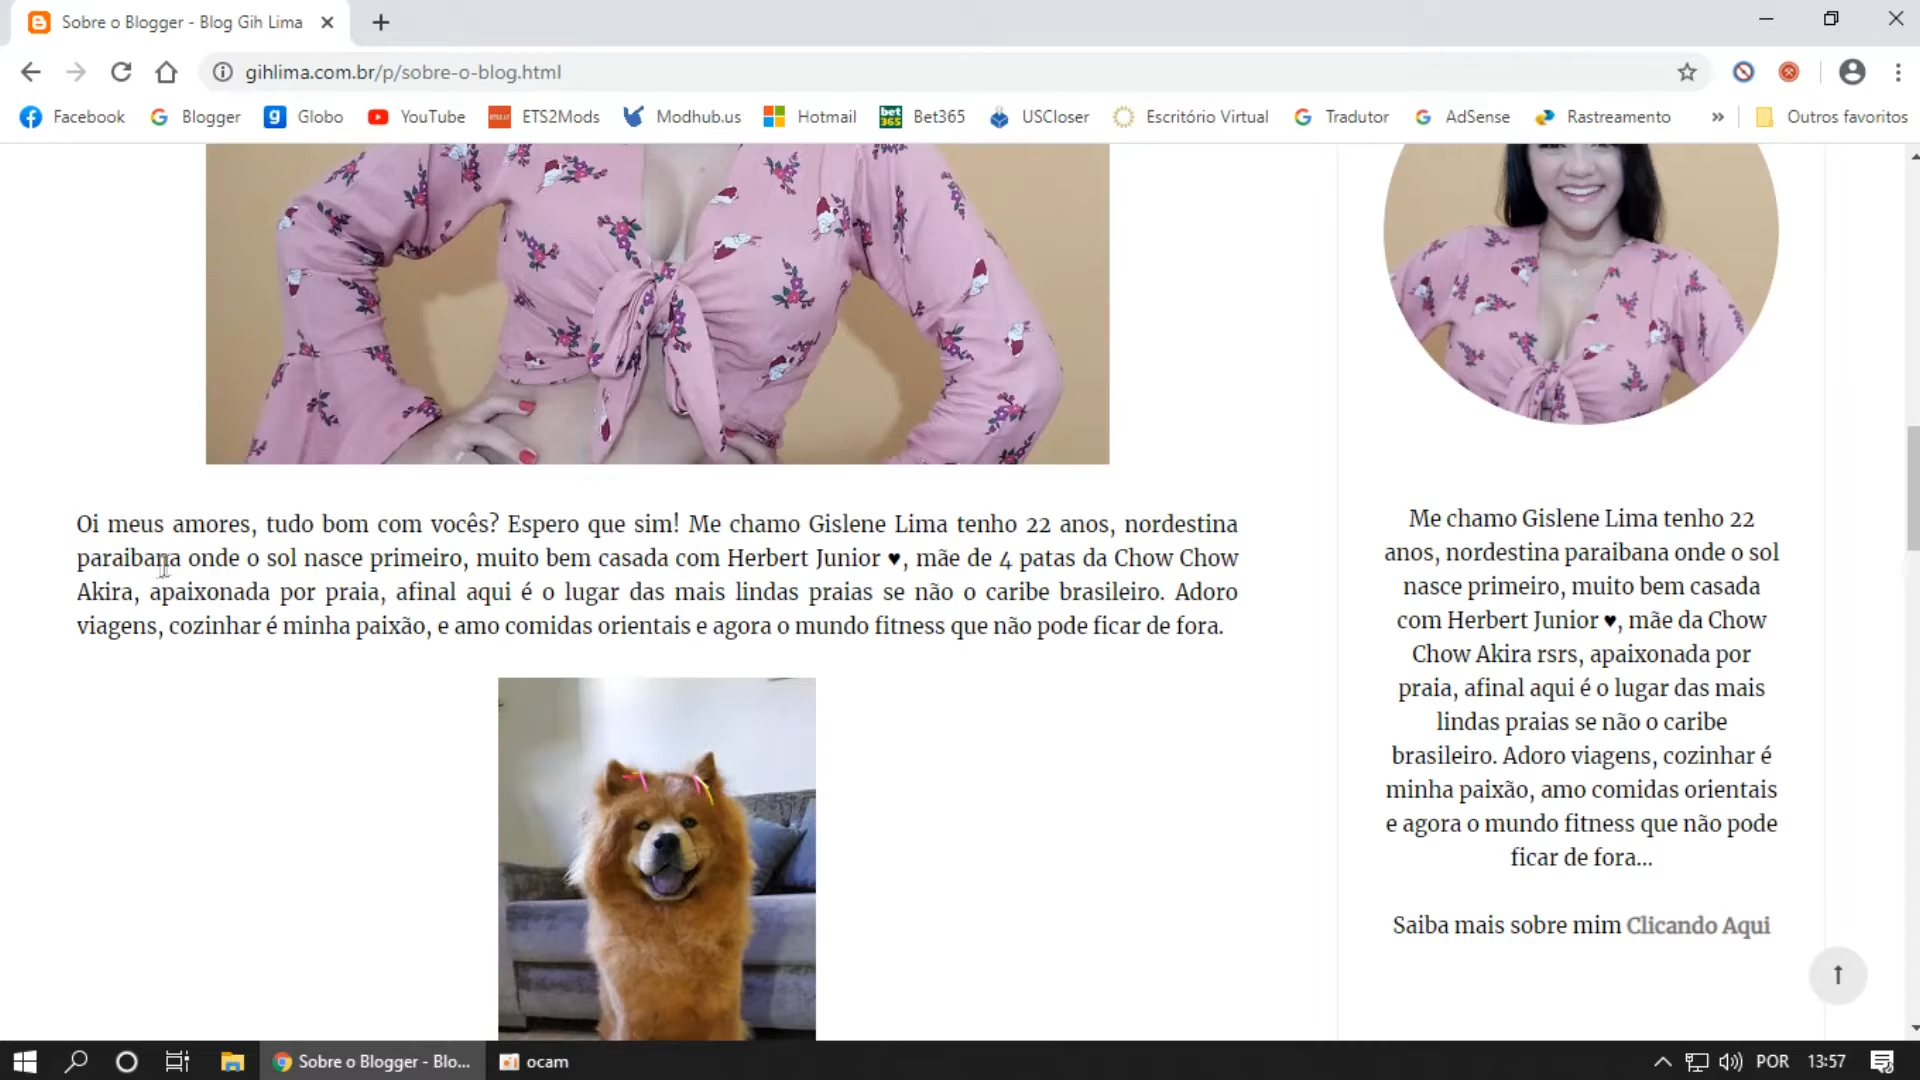 Sobre o Blogger - Blog Gih Lima
gihlima.com.br/p/sobre-o-blog.html
Facebook
Blogger
Globo
YouTube
ETS2Mods
Modhub.us
Hotmail
bet365
Bet365
USCloser
Escritório Virtual
Tradutor
AdSense
Rastreamento
»
Outros favoritos
Oi meus amores, tudo bom com vocês? Espero que sim! Me chamo Gislene Lima tenho 22 anos, nordestina
paraibana onde o sol nasce primeiro, muito bem casada com Herbert Junior ♥, mãe de 4 patas da Chow Chow
Akira, apaixonada por praia, afinal aqui é o lugar das mais lindas praias se não o caribe brasileiro. Adoro
viagens, cozinhar é minha paixão, e amo comidas orientais e agora o mundo fitness que não pode ficar de fora.
Me chamo Gislene Lima tenho 22
anos, nordestina paraibana onde o sol
nasce primeiro, muito bem casada
com Herbert Junior ♥, mãe da Chow
Chow Akira rsrs, apaixonada por
praia, afinal aqui é o lugar das mais
lindas praias se não o caribe
brasileiro. Adoro viagens, cozinhar é
minha paixão, amo comidas orientais
e agora o mundo fitness que não pode
ficar de fora...
Saiba mais sobre mim Clicando Aqui
Sobre o Blogger - Blo...
ocam
POR
13:57